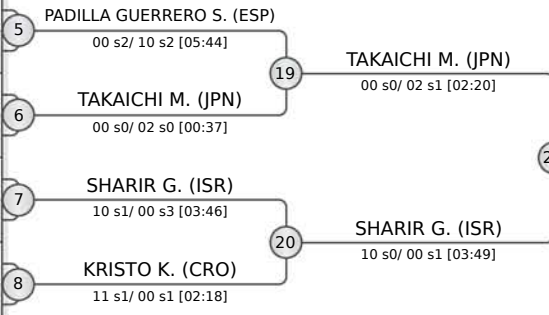 5
PADILLA GUERRERO S. (ESP)
00 s2/ 10 s2 [05:44]
19
TAKAICHI M. (JPN)
00 s0/ 02 s1 [02:20]
6
TAKAICHI M. (JPN)
00 s0/ 02 s0 [00:37]
7
SHARIR G. (ISR)
10 s1/ 00 s3 [03:46]
20
SHARIR G. (ISR)
10 s0/ 00 s1 [03:49]
8
KRISTO K. (CRO)
11 s1/ 00 s1 [02:18]